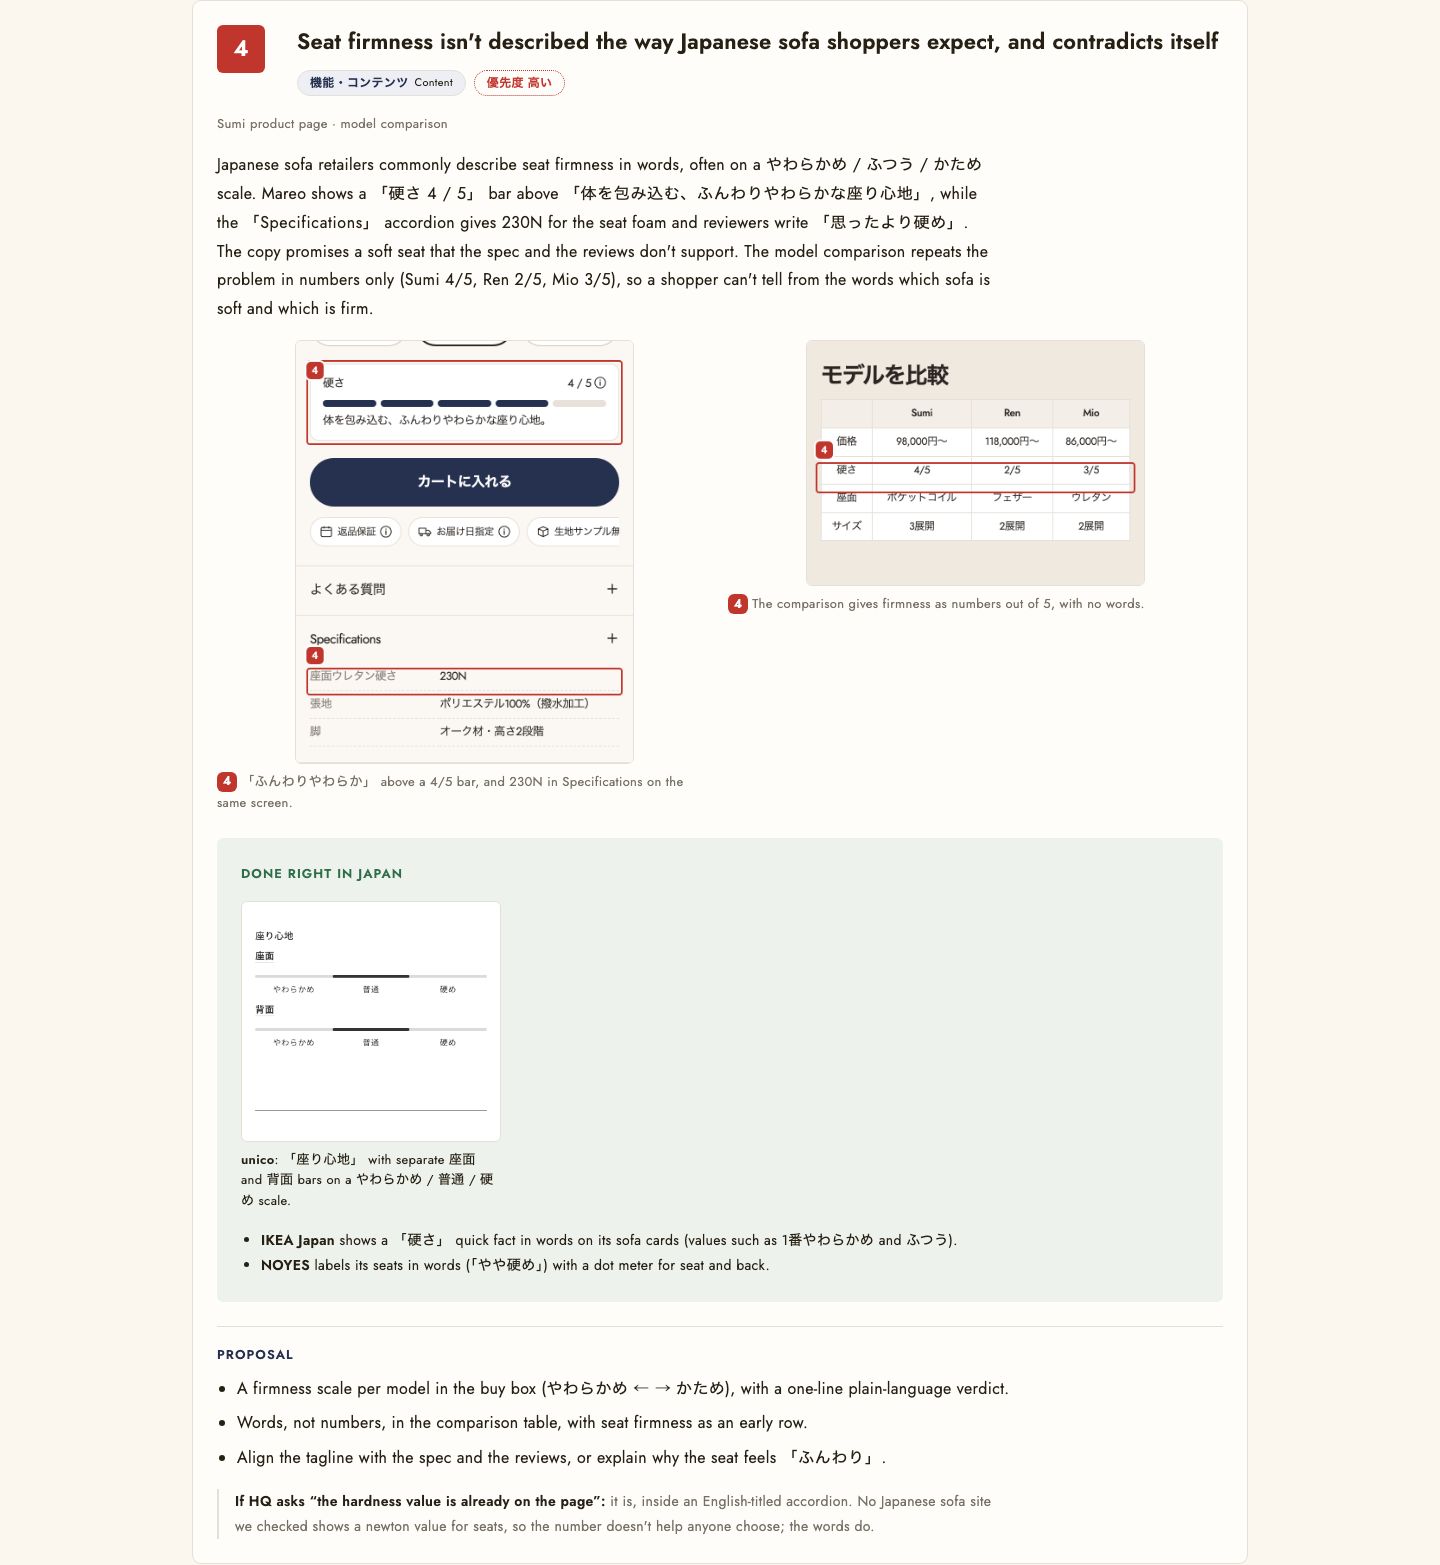 4
Seat firmness isn't described the way Japanese sofa shoppers expect, and contradicts itself
機能・コンテンツ Content
優先度 高い
Sumi product page · model comparison
Japanese sofa retailers commonly describe seat firmness in words, often on a やわらかめ / ふつう / かため
scale. Mareo shows a 「硬さ 4 / 5」 bar above 「体を包み込む、ふんわりやわらかな座り心地」, while
the 「Specifications」 accordion gives 230N for the seat foam and reviewers write 「思ったより硬め」.
The copy promises a soft seat that the spec and the reviews don't support. The model comparison repeats the
problem in numbers only (Sumi 4/5, Ren 2/5, Mio 3/5), so a shopper can't tell from the words which sofa is
soft and which is firm.
4
硬さ 4 / 5
体を包み込む、ふんわりやわらかな座り心地。
カートに入れる
返品保証 お届け日指定 生地サンプル無
よくある質問 +
Specifications +
4
座面ウレタン硬さ 230N
張地 ポリエステル100%（撥水加工）
脚 オーク材・高さ2段階
4 「ふんわりやわらか」 above a 4/5 bar, and 230N in Specifications on the
same screen.
モデルを比較
Sumi Ren Mio
価格 98,000円〜 118,000円〜 86,000円〜
4
硬さ 4/5 2/5 3/5
座面 ポケットコイル フェザー ウレタン
サイズ 3展開 2展開 2展開
4 The comparison gives firmness as numbers out of 5, with no words.
DONE RIGHT IN JAPAN
座り心地
座面
やわらかめ 普通 硬め
背面
やわらかめ 普通 硬め
unico: 「座り心地」 with separate 座面
and 背面 bars on a やわらかめ / 普通 / 硬
め scale.
• IKEA Japan shows a 「硬さ」 quick fact in words on its sofa cards (values such as 1番やわらかめ and ふつう).
• NOYES labels its seats in words (「やや硬め」) with a dot meter for seat and back.
PROPOSAL
• A firmness scale per model in the buy box (やわらかめ ← → かため), with a one-line plain-language verdict.
• Words, not numbers, in the comparison table, with seat firmness as an early row.
• Align the tagline with the spec and the reviews, or explain why the seat feels 「ふんわり」.
If HQ asks “the hardness value is already on the page”: it is, inside an English-titled accordion. No Japanese sofa site
we checked shows a newton value for seats, so the number doesn't help anyone choose; the words do.